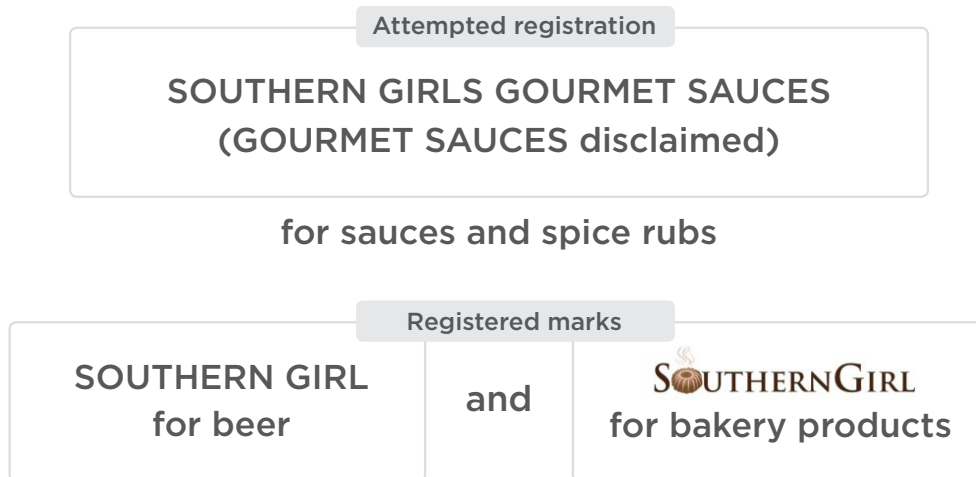 Attempted registration
SOUTHERN GIRLS GOURMET SAUCES
(GOURMET SAUCES disclaimed)
for sauces and spice rubs
Registered marks
SOUTHERN GIRL
for beer
and
SOUTHERNGIRL
for bakery products